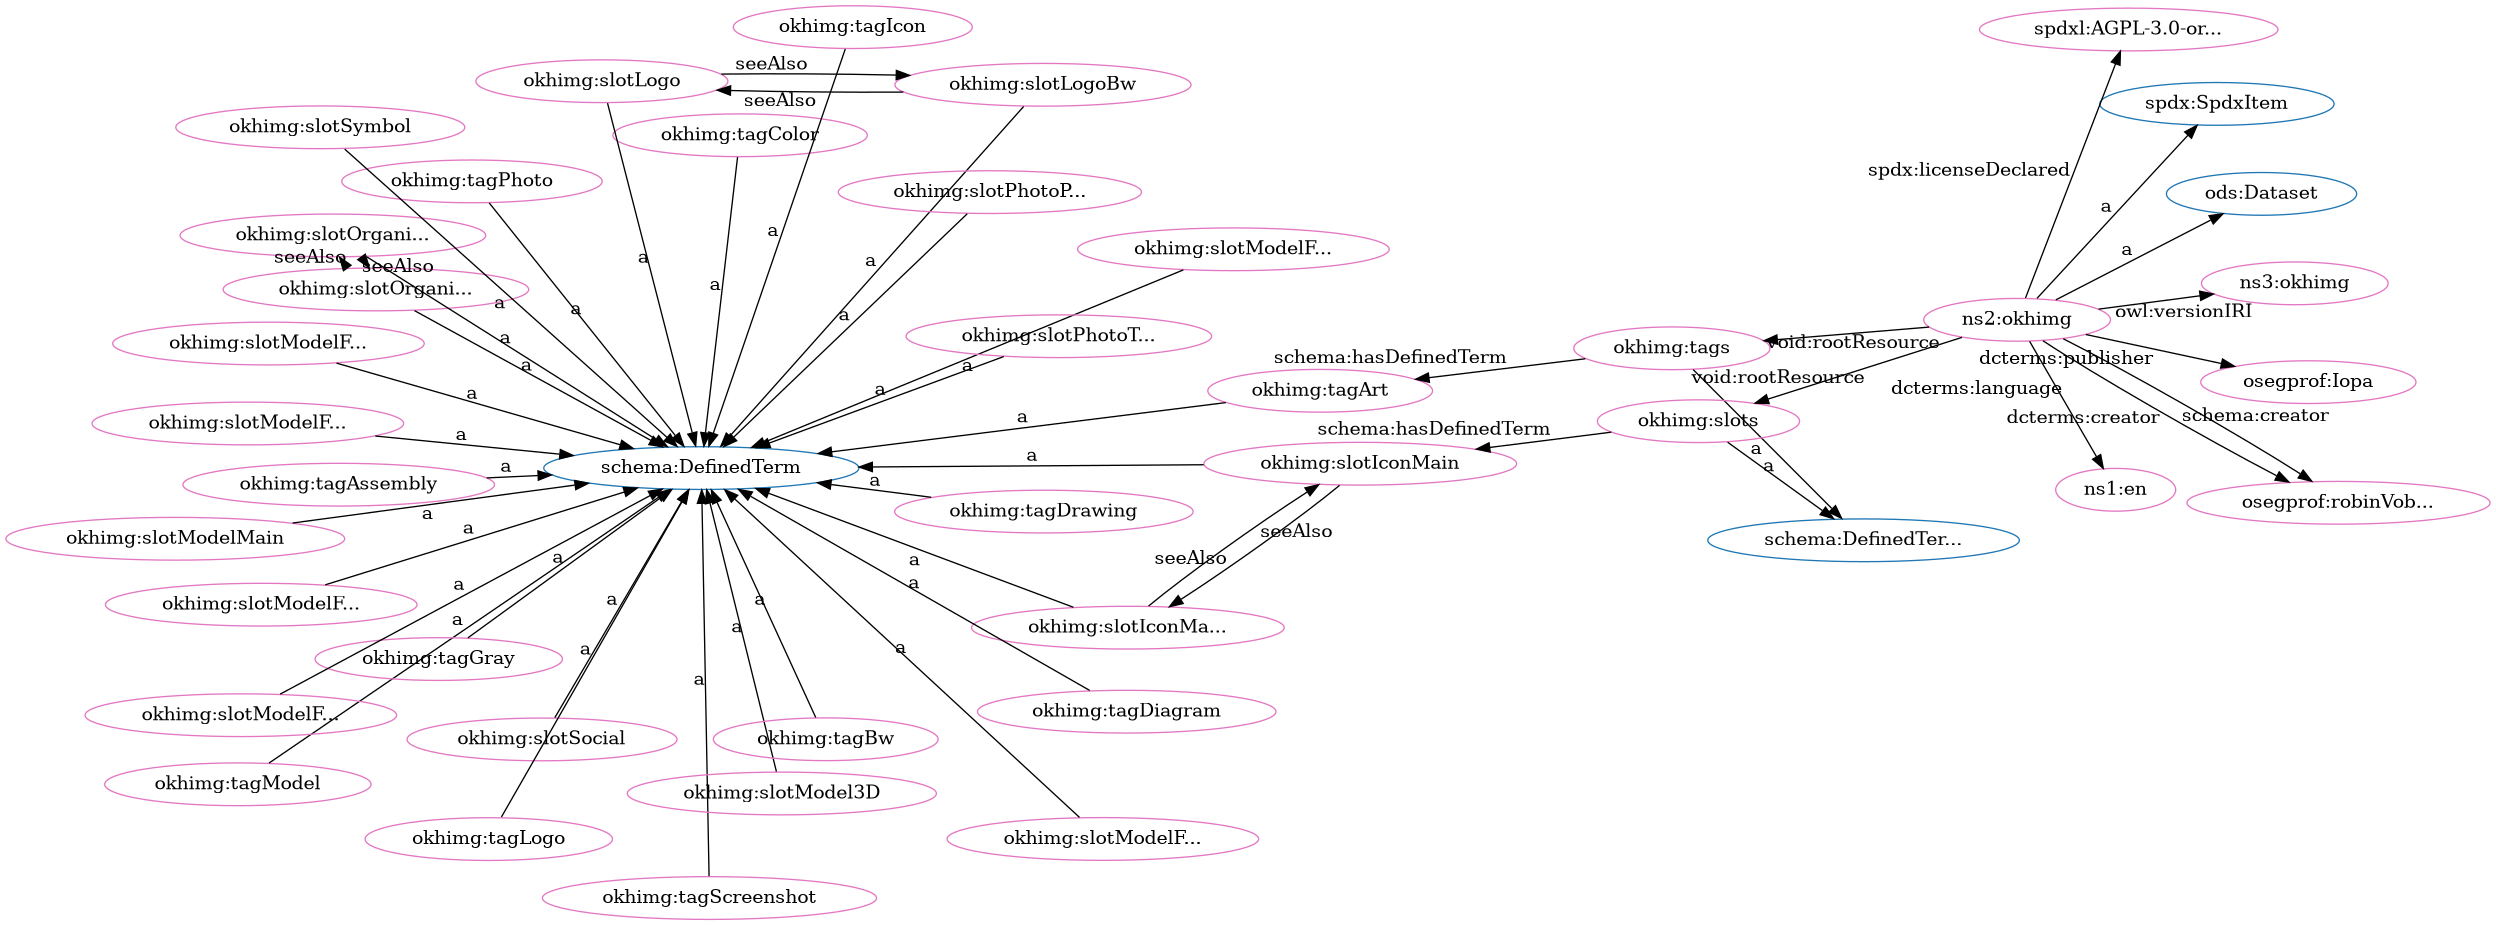 okhimg:tagIcon
spdxl:AGPL-3.0-or...
okhimg:slotLogo
seeAlso
okhimg:slotLogoBw
seeAlso
spdx:SpdxItem
okhimg:slotSymbol
okhimg:tagColor
okhimg:tagPhoto
okhimg:slotPhotoP...
spdx:licenseDeclared
ods:Dataset
a
okhimg:slotOrgani...
a
a
okhimg:slotModelF...
a
seeAlso
seeAlso
a
a
okhimg:slotOrgani...
a
ns3:okhimg
a
a
a
owl:versionIRI
ns2:okhimg
okhimg:slotModelF...
a
a
okhimg:slotPhotoT...
okhimg:tags
void:rootResource
schema:hasDefinedTerm
dcterms:publisher
a
a
void:rootResource
osegprof:Iopa
a
a
okhimg:tagArt
dcterms:language
okhimg:slotModelF...
a
a
okhimg:slots
dcterms:creator
schema:creator
schema:hasDefinedTerm
a
a
schema:DefinedTerm
a
okhimg:slotIconMain
a
a
okhimg:tagAssembly
a
ns1:en
osegprof:robinVob...
a
okhimg:tagDrawing
a
okhimg:slotModelMain
seeAlso
schema:DefinedTer...
seeAlso
a
a
a
a
okhimg:slotModelF...
a
a
a
a
okhimg:slotIconMa...
a
a
okhimg:tagGray
a
okhimg:slotModelF...
okhimg:tagDiagram
okhimg:slotSocial
okhimg:tagBw
okhimg:tagModel
okhimg:slotModel3D
okhimg:tagLogo
okhimg:slotModelF...
okhimg:tagScreenshot